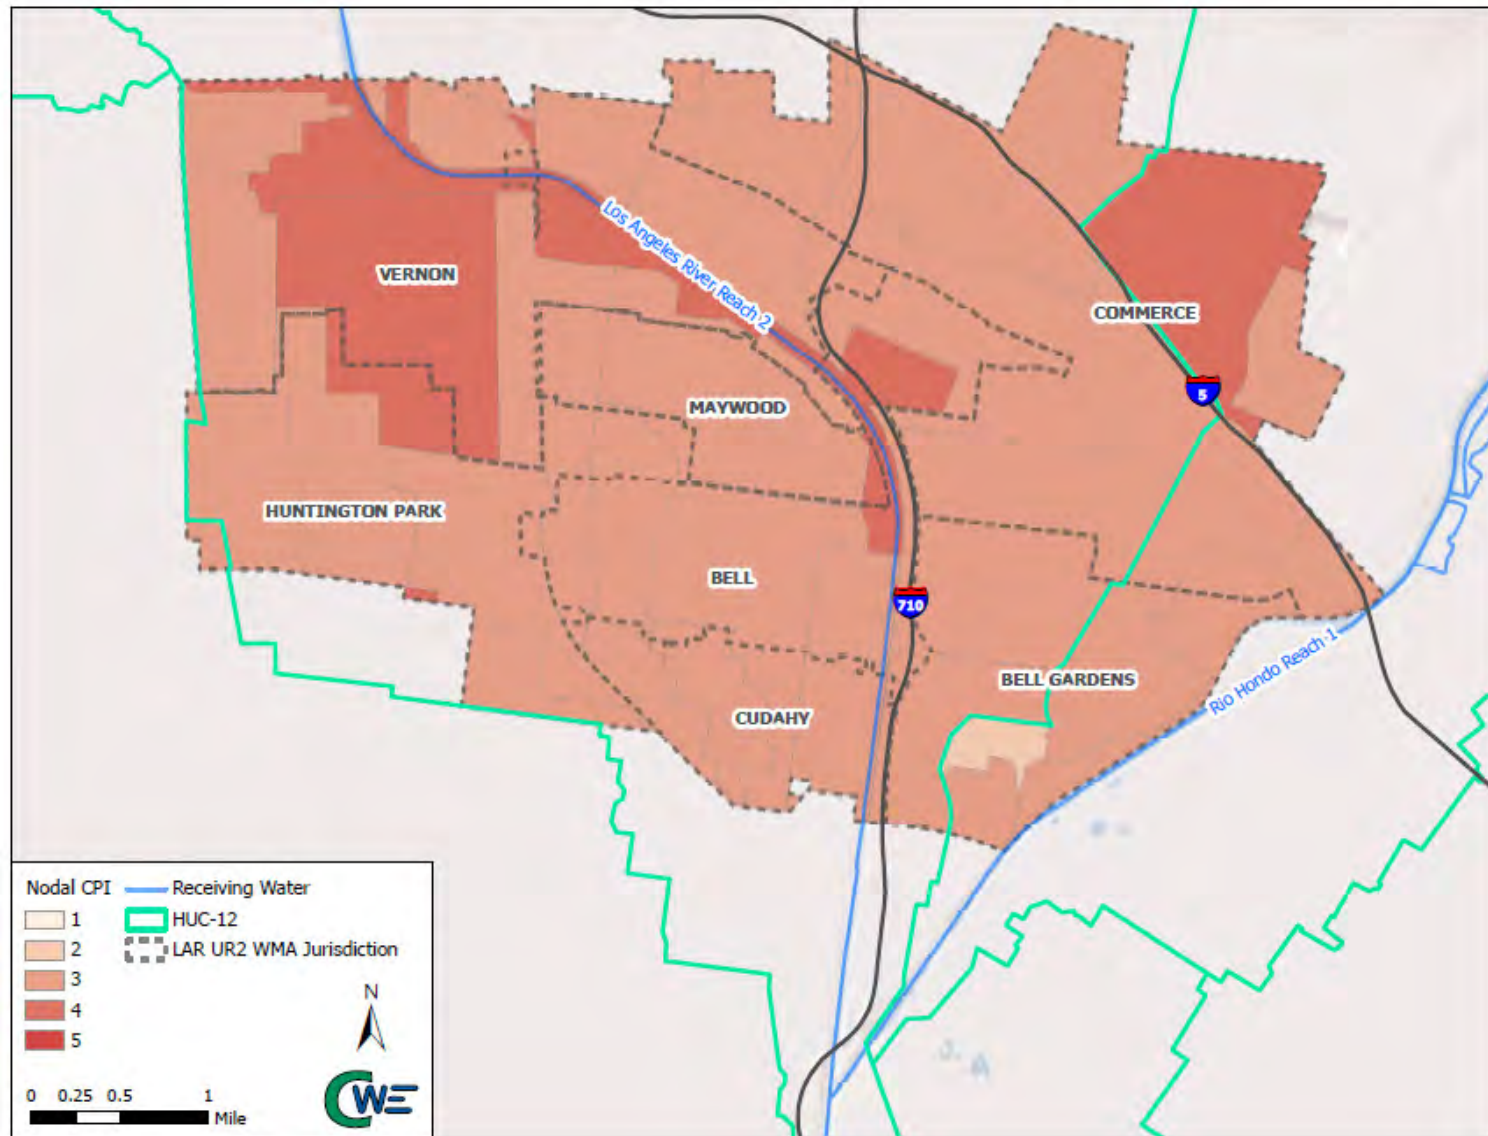 Los Angeles River Reach 2
VERNON
COMMERCE
5
MAYWOOD
HUNTINGTON PARK
BELL
710
BELL GARDENS
Rio Hondo Reach 1
CUDAHY
Nodal CPI
1
2
3
4
5
Receiving Water
HUC-12
LAR UR2 WMA Jurisdiction
N
0 0.25 0.5 1
Mile
CWE